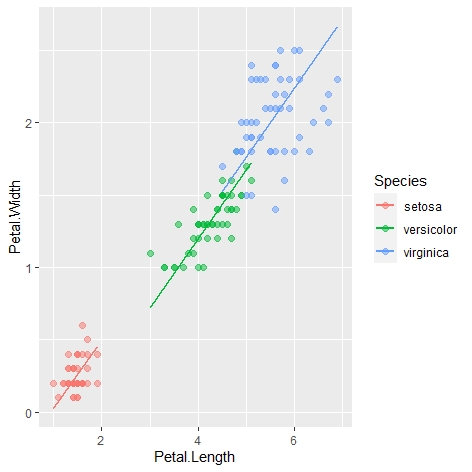 2
1
0
2
4
6
Petal.Length
Petal.Width
Species
setosa
versicolor
virginica